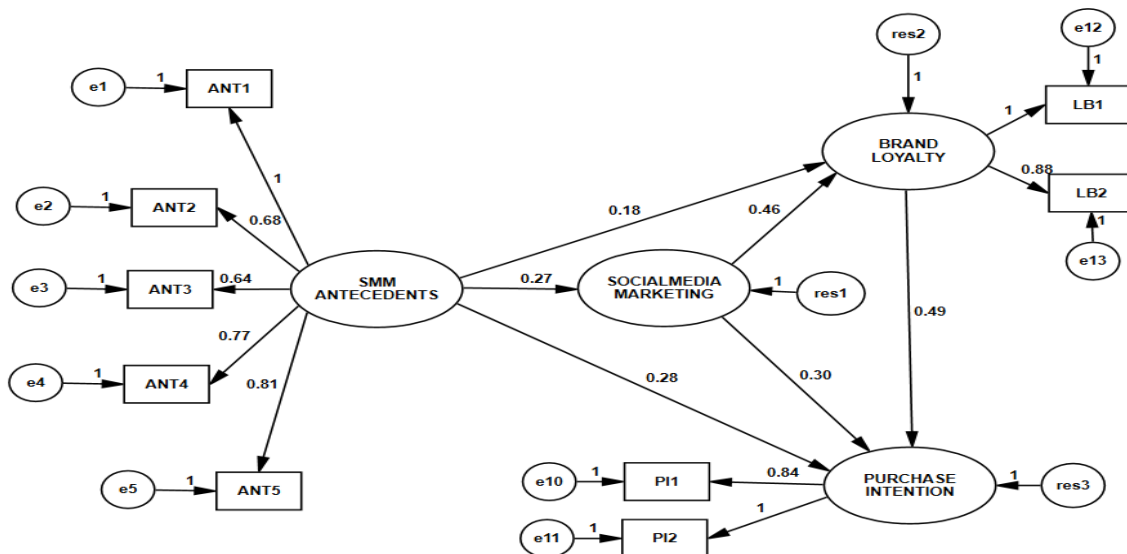 e12
res2
1
1
e1
1
ANT1
1
LB1
1
BRAND
LOYALTY
0.88
e2
1
ANT2
1
LB2
0.68
0.18
0.46
1
e3
1
ANT3
0.64
SMM
ANTECEDENTS
0.27
SOCIALMEDIA
MARKETING
1
res1
e13
0.49
0.77
e4
1
ANT4
0.81
0.28
0.30
e5
1
ANT5
e10
1
PI1
0.84
PURCHASE
INTENTION
1
res3
1
e11
1
PI2